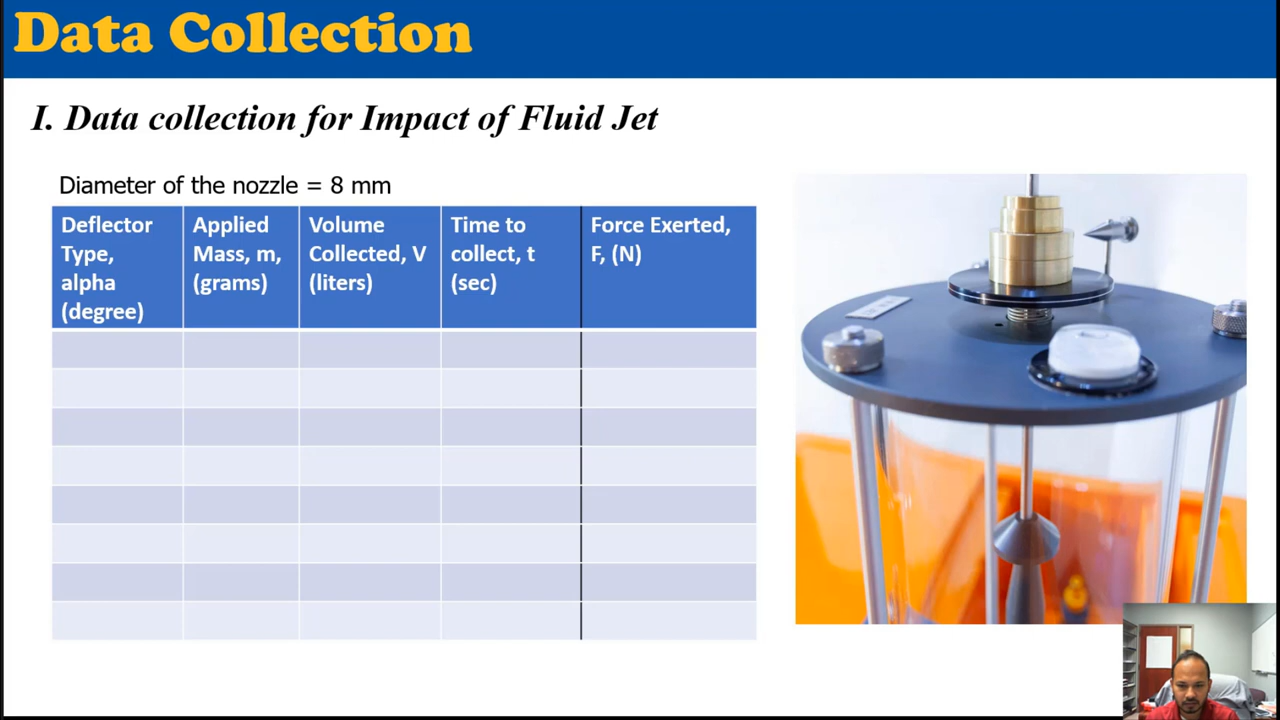 Data Collection
I. Data collection for Impact of Fluid Jet
Diameter of the nozzle = 8 mm
Deflector Type, alpha (degree)
Applied Mass, m, (grams)
Volume Collected, V (liters)
Time to collect, t (sec)
Force Exerted, F, (N)